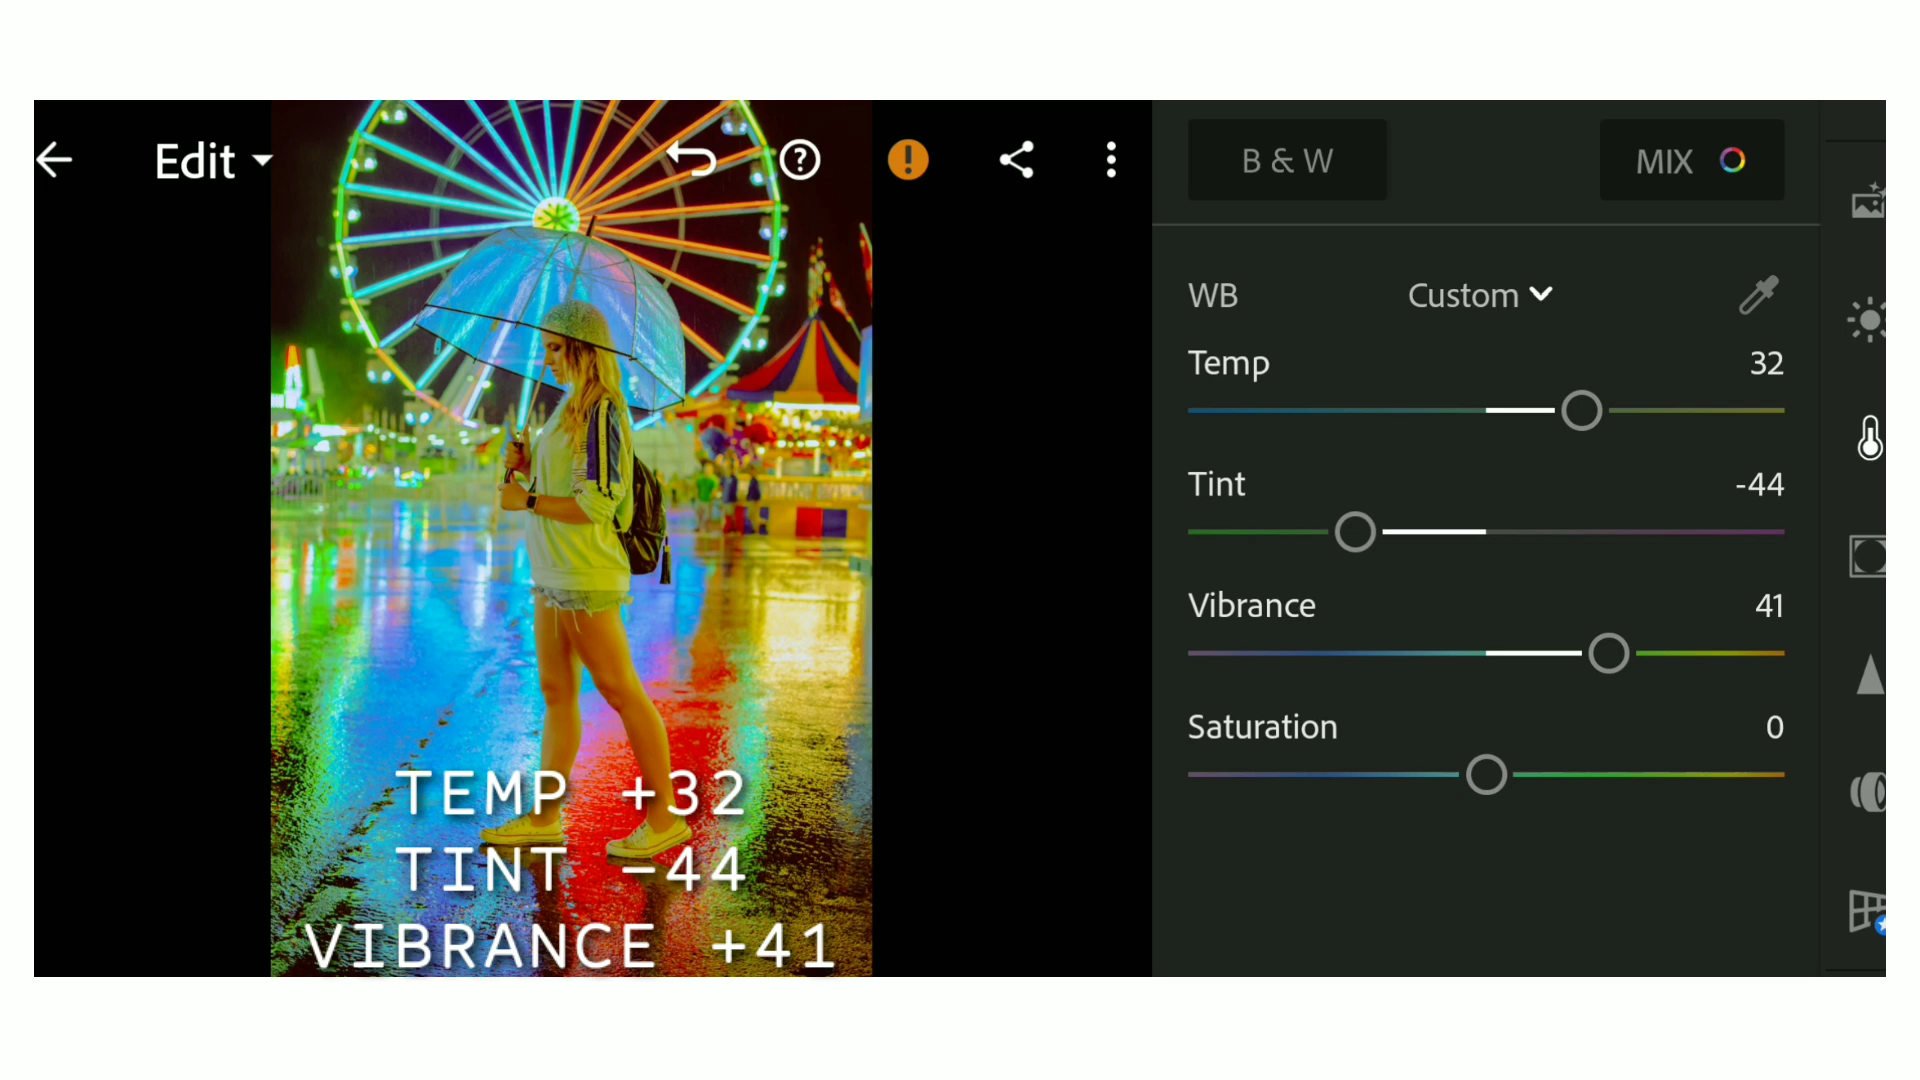 Edit
B & W
MIX
WB
Custom
Temp
32
Tint
-44
Vibrance
41
Saturation
0
TEMP +32
TINT -44
VIBRANCE +41